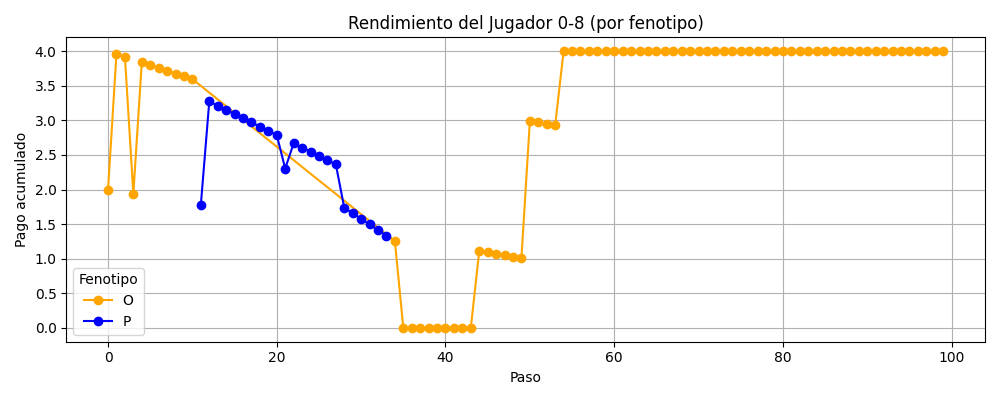 Rendimiento del Jugador 0-8 (por fenotipo)
Pago acumulado
4.0
3.5
3.0
2.5
2.0
1.5
1.0
0.5
0.0
Fenotipo
O
P
0 20 40 60 80 100
Paso